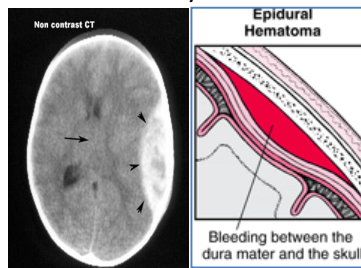 Non contrast CT
Epidural
Hematoma
Bleeding between the
dura mater and the skull